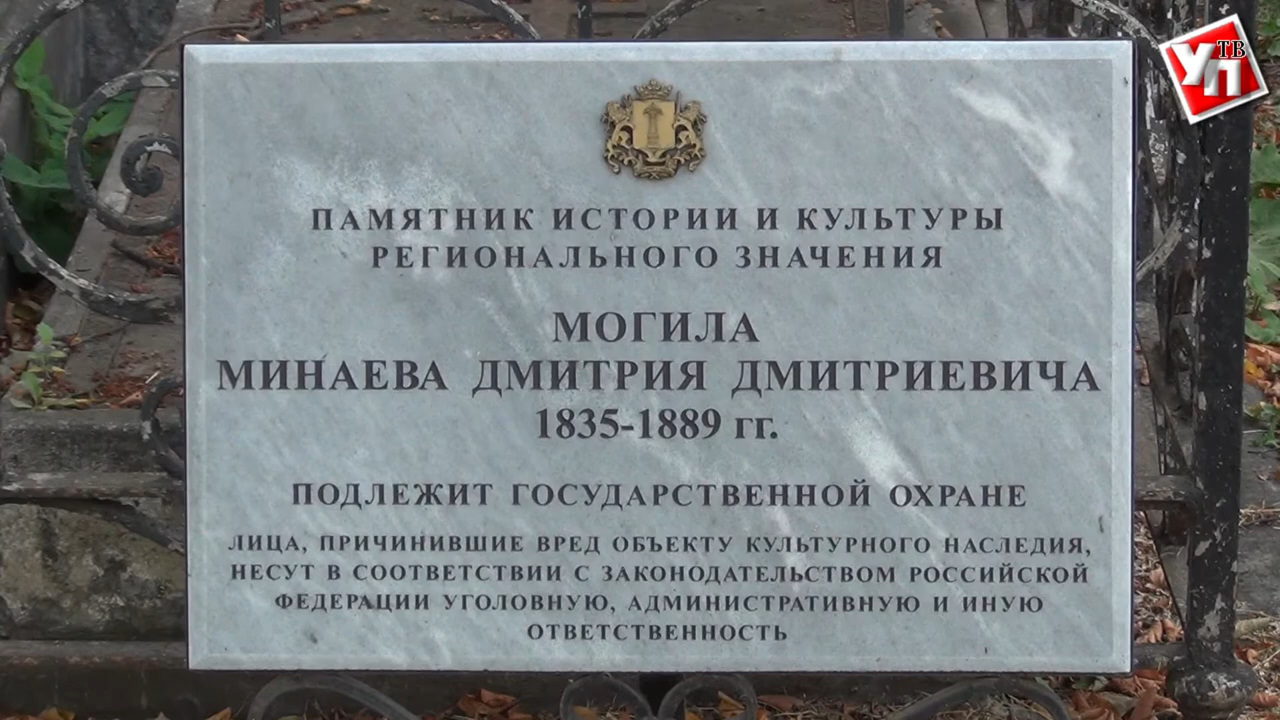 УП
ТВ
ПАМЯТНИК ИСТОРИИ И КУЛЬТУРЫ
РЕГИОНАЛЬНОГО ЗНАЧЕНИЯ
МОГИЛА
МИНАЕВА ДМИТРИЯ ДМИТРИЕВИЧА
1835-1889 гг.
ПОДЛЕЖИТ ГОСУДАРСТВЕННОЙ ОХРАНЕ
ЛИЦА, ПРИЧИНИВШИЕ ВРЕД ОБЪЕКТУ КУЛЬТУРНОГО НАСЛЕДИЯ,
НЕСУТ В СООТВЕТСТВИИ С ЗАКОНОДАТЕЛЬСТВОМ РОССИЙСКОЙ
ФЕДЕРАЦИИ УГОЛОВНУЮ, АДМИНИСТРАТИВНУЮ И ИНУЮ
ОТВЕТСТВЕННОСТЬ